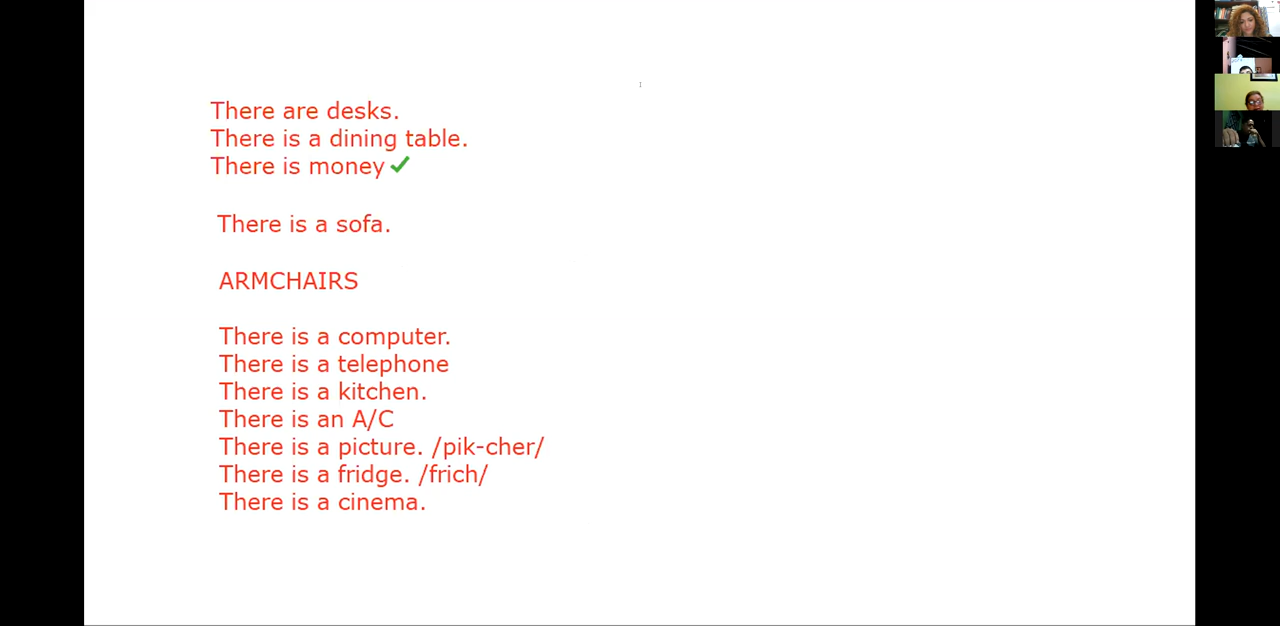 There are desks.
There is a dining table.
There is money
There is a sofa.
ARMCHAIRS
There is a computer.
There is a telephone
There is a kitchen.
There is an A/C
There is a picture. /pik-cher/
There is a fridge. /frich/
There is a cinema.